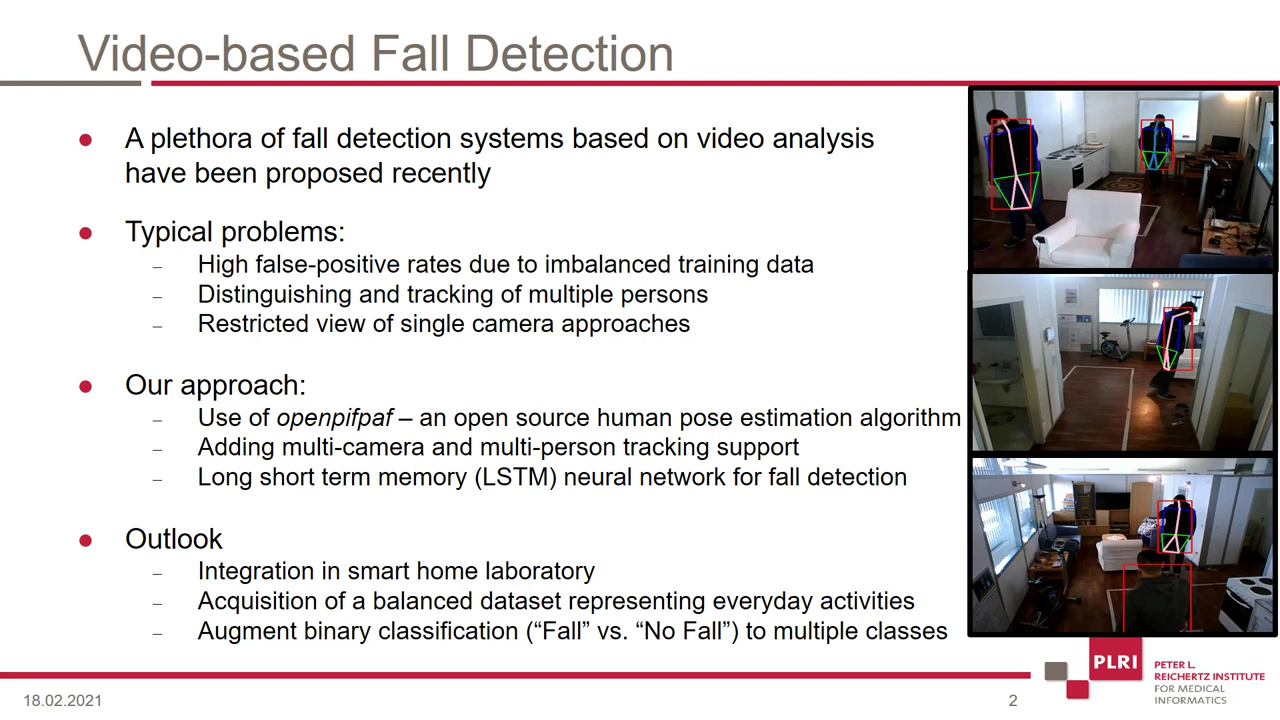 Video-based Fall Detection
● A plethora of fall detection systems based on video analysis
have been proposed recently
● Typical problems:
– High false-positive rates due to imbalanced training data
– Distinguishing and tracking of multiple persons
– Restricted view of single camera approaches
● Our approach:
– Use of openpifpaf – an open source human pose estimation algorithm
– Adding multi-camera and multi-person tracking support
– Long short term memory (LSTM) neural network for fall detection
● Outlook
– Integration in smart home laboratory
– Acquisition of a balanced dataset representing everyday activities
– Augment binary classification (“Fall” vs. “No Fall”) to multiple classes
18.02.2021
2
PLRI
PETER L.
REICHERTZ INSTITUTE
FOR MEDICAL
INFORMATICS